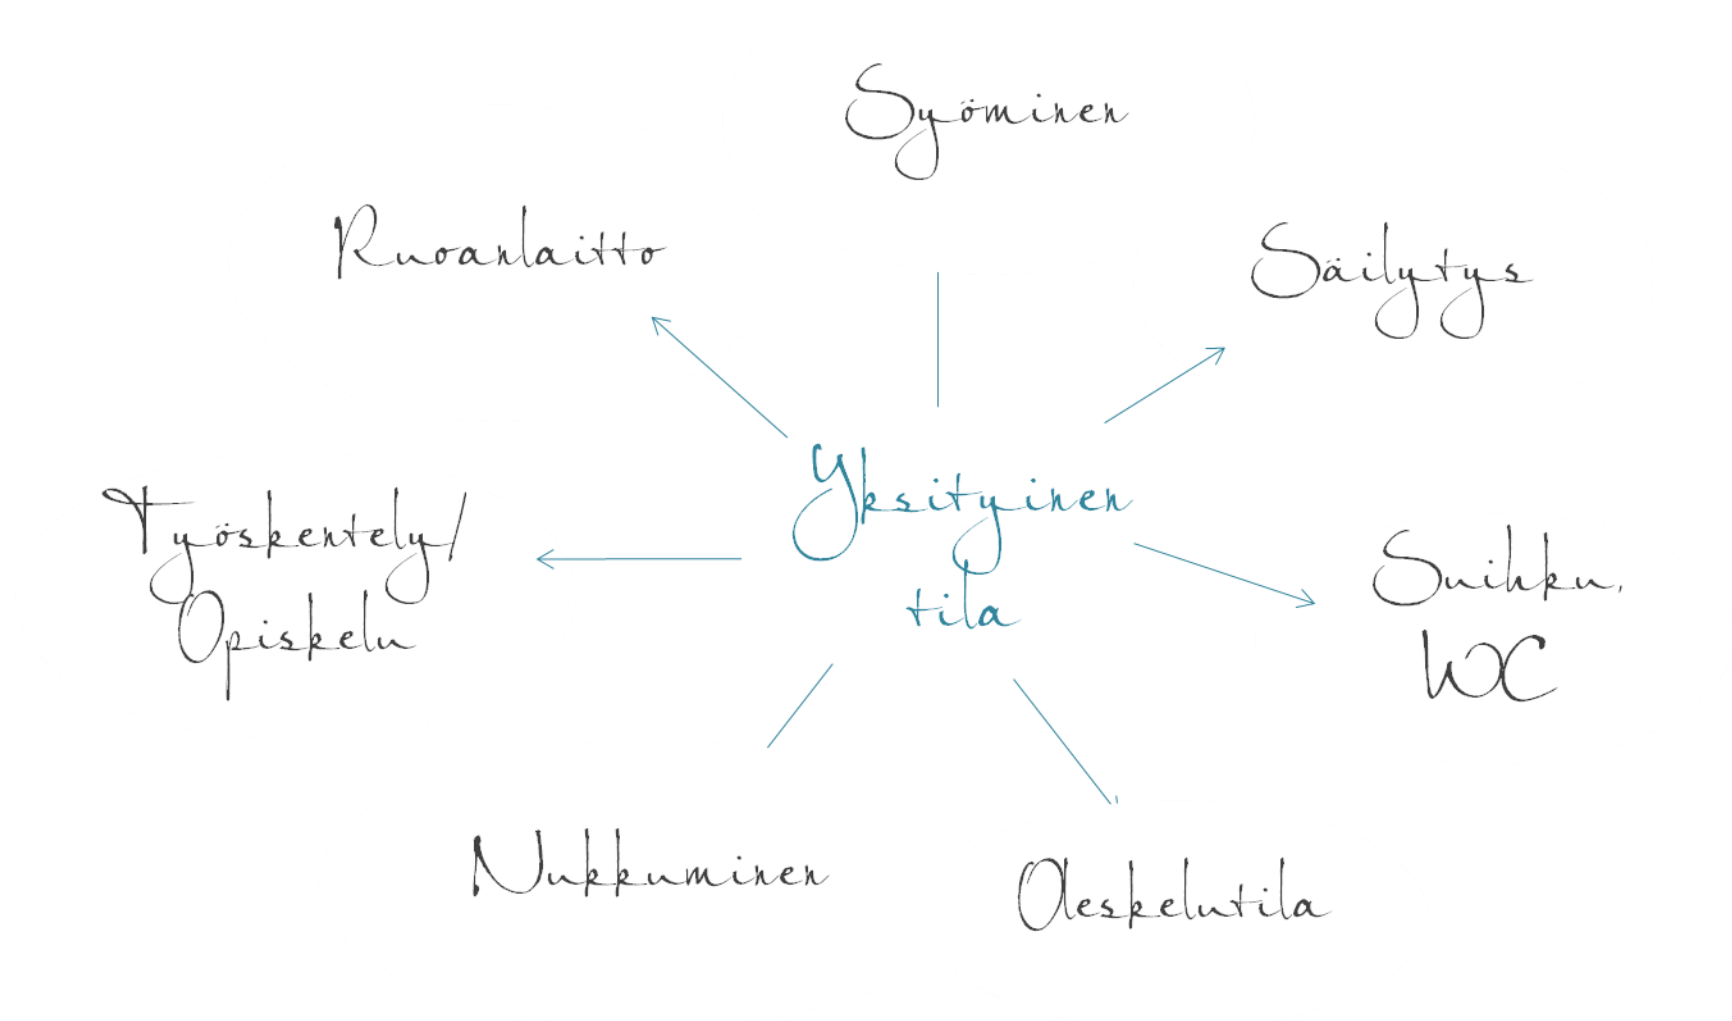 Syöminen
Ruoanlaitto
Säilytys
Yksityinen
tila
Työskentely/
Opiskelu
Suihku,
WC
Nukkuminen
Oleskelutila